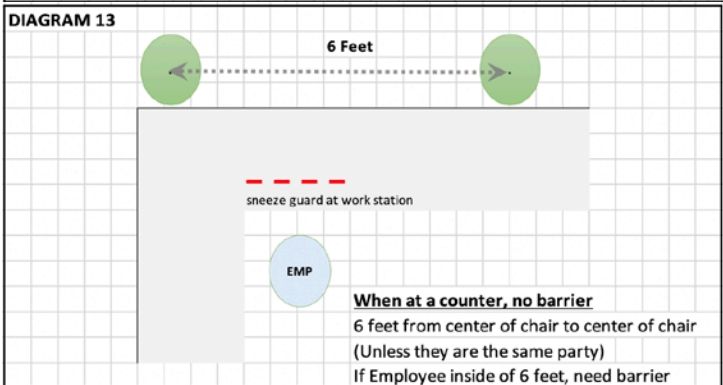 DIAGRAM 13
6 Feet
sneeze guard at work station
EMP
When at a counter, no barrier
6 feet from center of chair to center of chair
(Unless they are the same party)
If Employee inside of 6 feet, need barrier